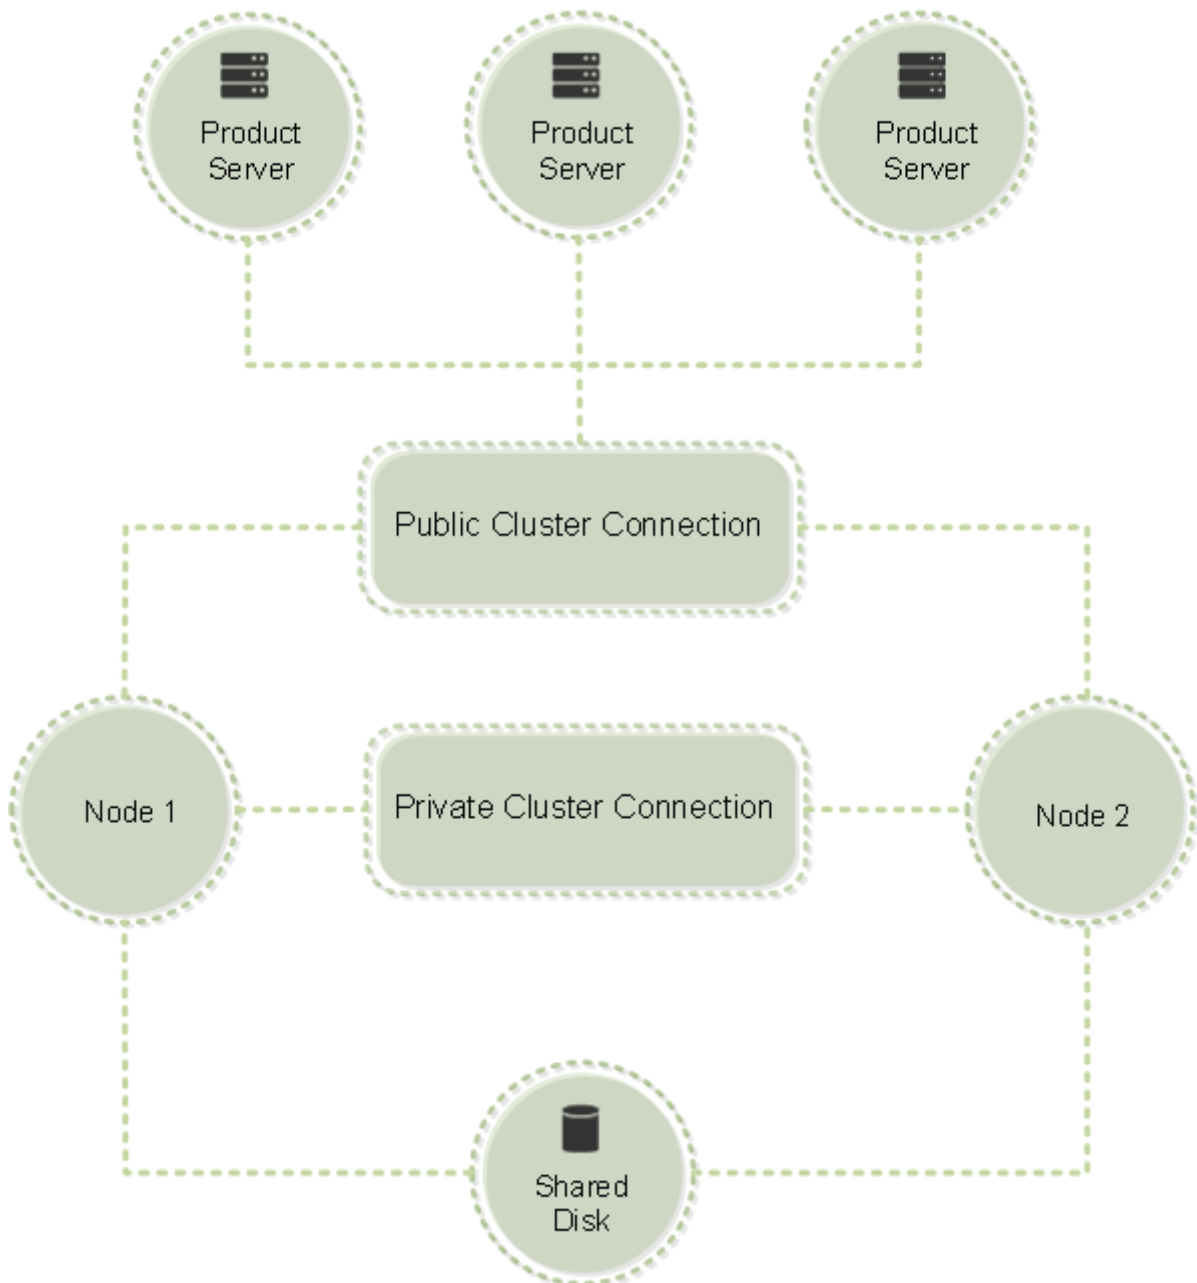 Product
Server
Product
Server
Product
Server
Public Cluster Connection
Node 1
Private Cluster Connection
Node 2
Shared
Disk